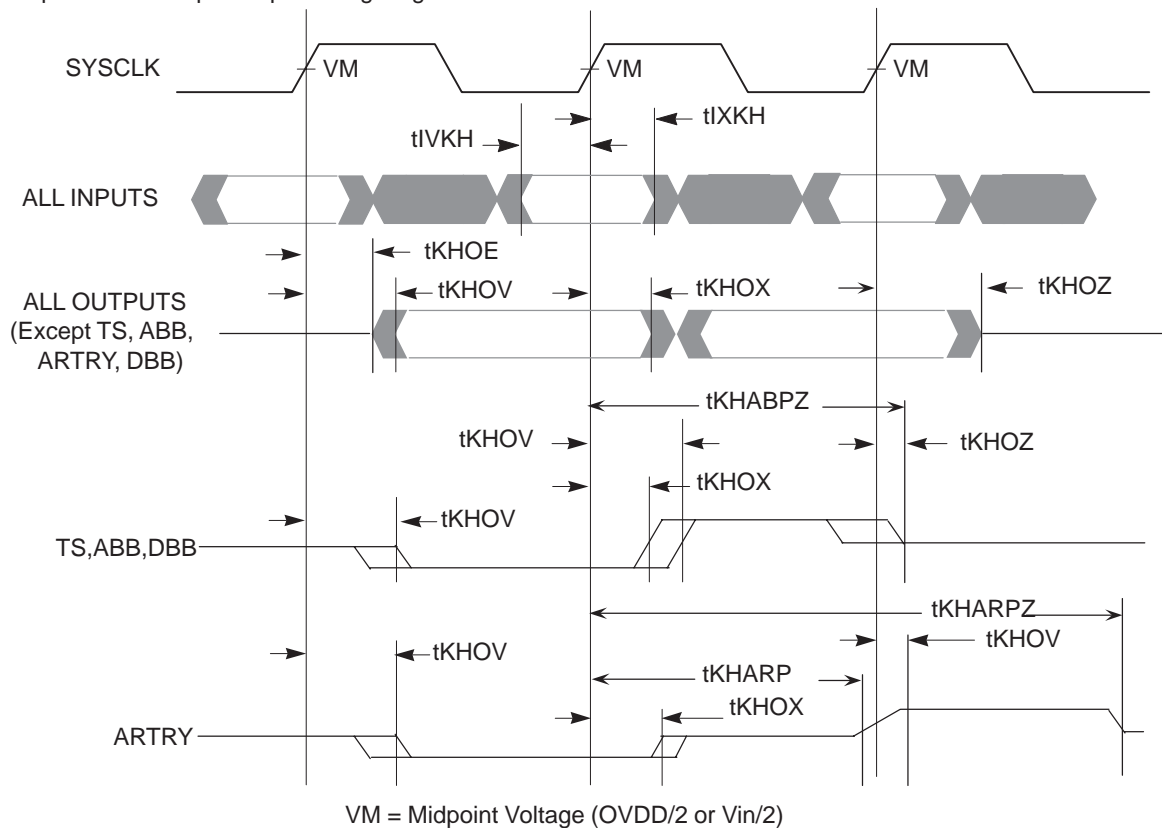 SYSCLK
VM
VM
VM
tIVKH
tIXKH
ALL INPUTS
tKHOE
ALL OUTPUTS
(Except TS, ABB,
ARTRY, DBB)
tKHOV
tKHOX
tKHOZ
tKHABPZ
tKHOV
tKHOZ
tKHOX
tKHOV
TS,ABB,DBB
tKHARPZ
tKHOV
tKHOV
tKHARP
tKHOX
ARTRY
VM = Midpoint Voltage (OVDD/2 or Vin/2)